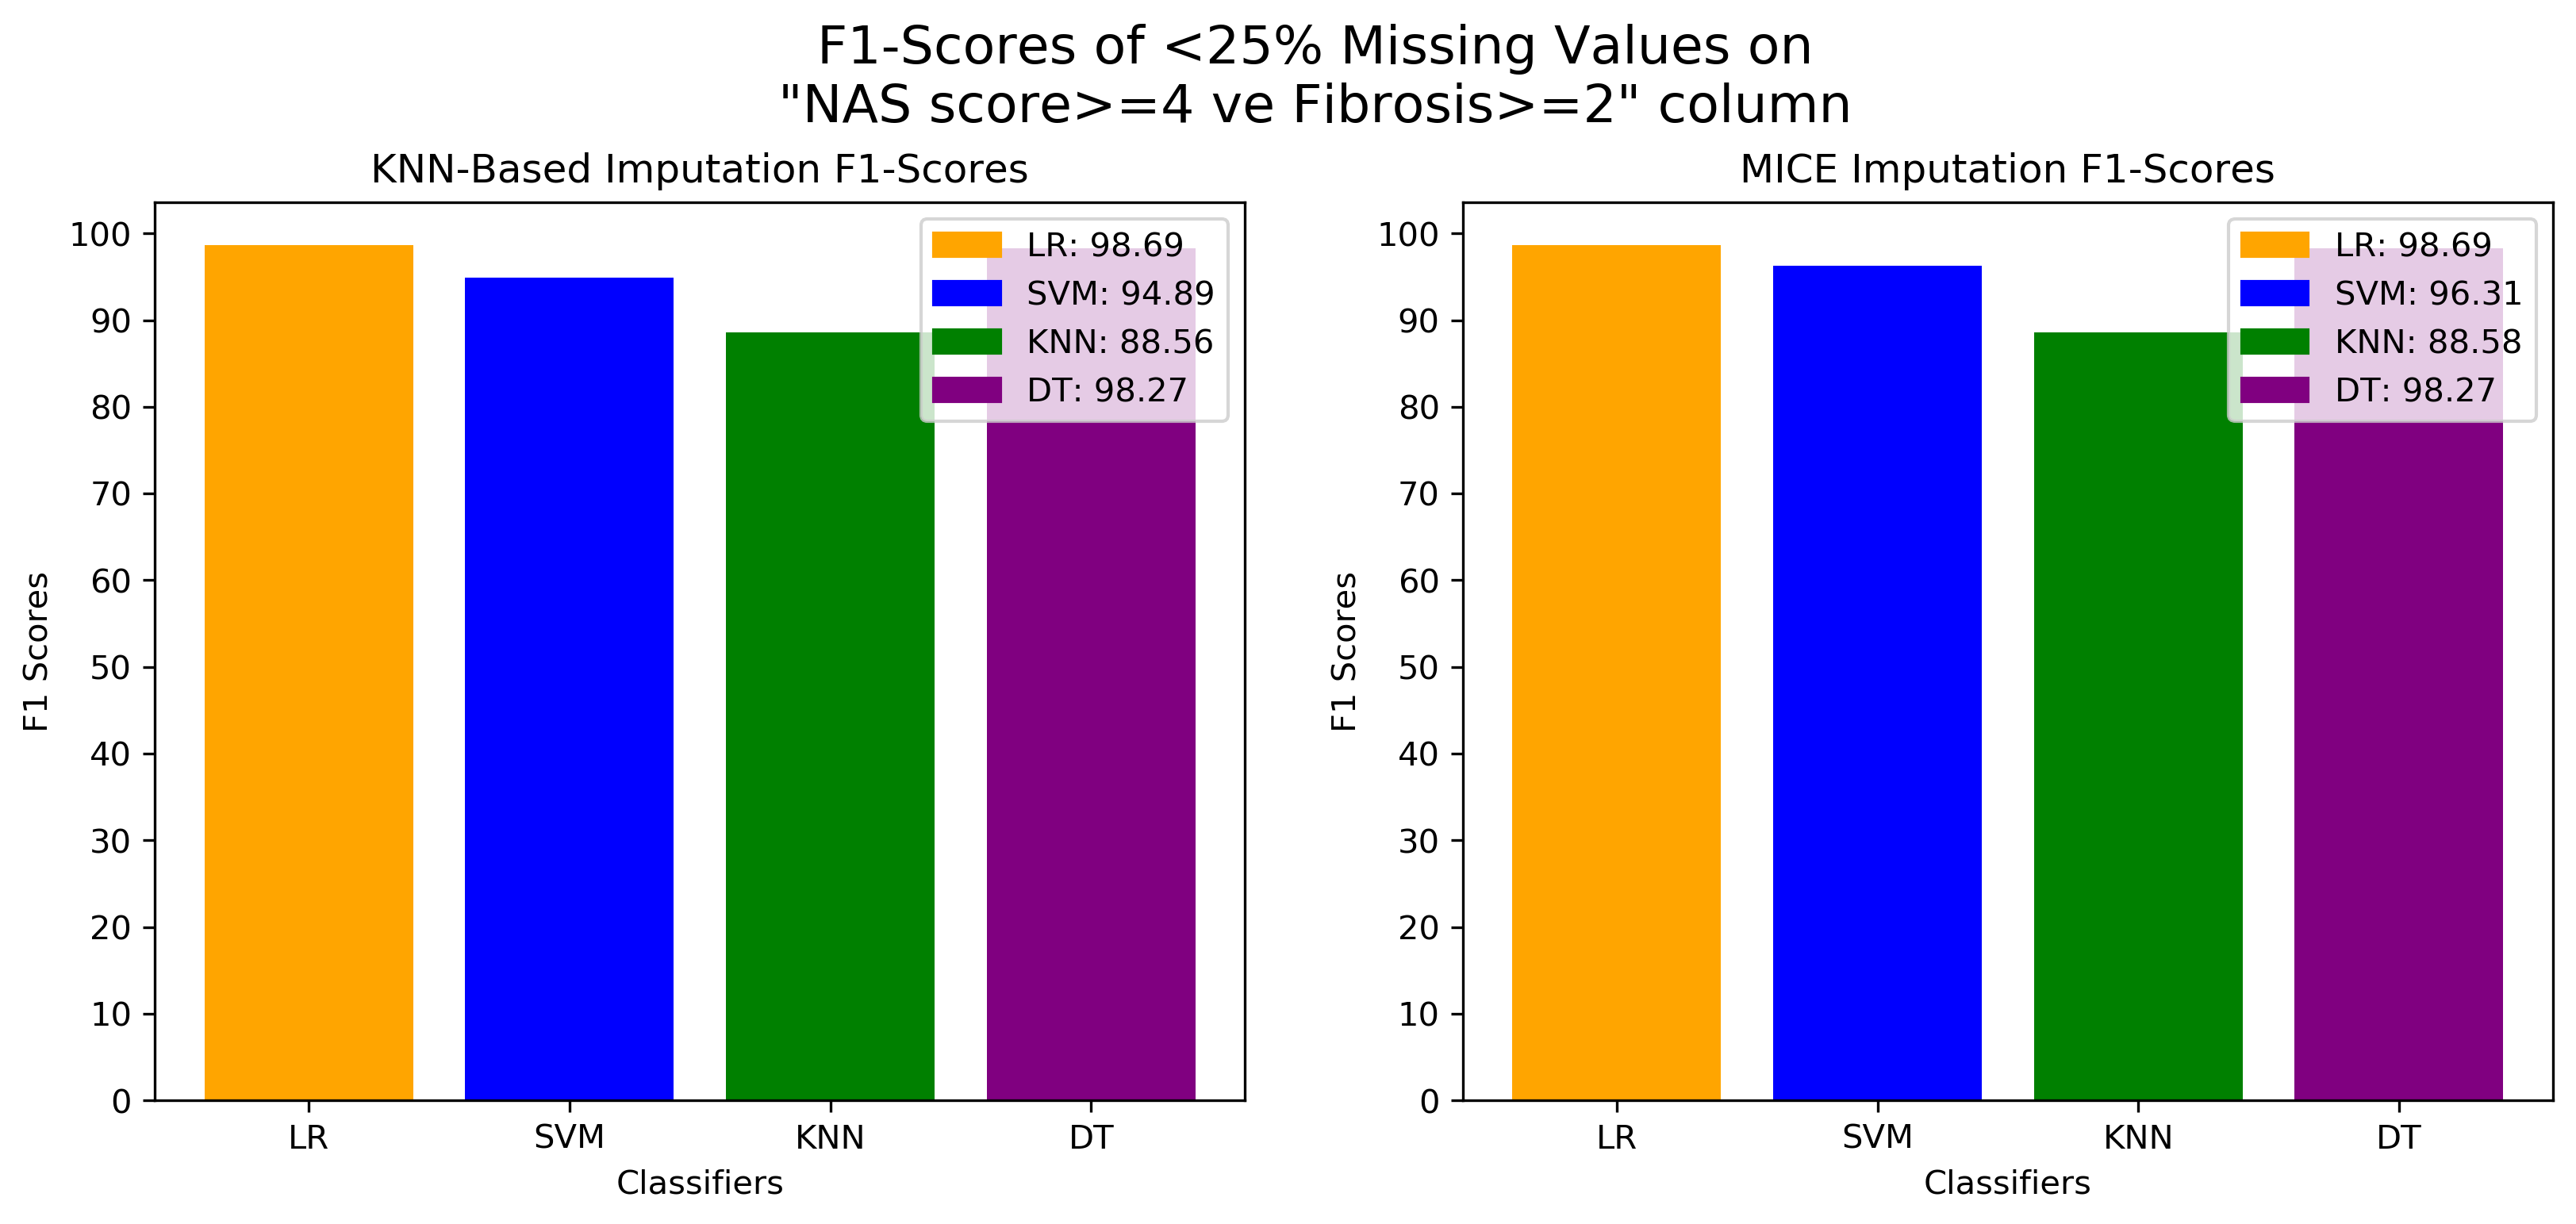 F1-Scores of <25% Missing Values on
"NAS score>=4 ve Fibrosis>=2" column
KNN-Based Imputation F1-Scores
F1 Scores
100
90
80
70
60
50
40
30
20
10
0
LR: 98.69
SVM: 94.89
KNN: 88.56
DT: 98.27
LR SVM KNN DT
Classifiers
MICE Imputation F1-Scores
F1 Scores
100
90
80
70
60
50
40
30
20
10
0
LR: 98.69
SVM: 96.31
KNN: 88.58
DT: 98.27
LR SVM KNN DT
Classifiers